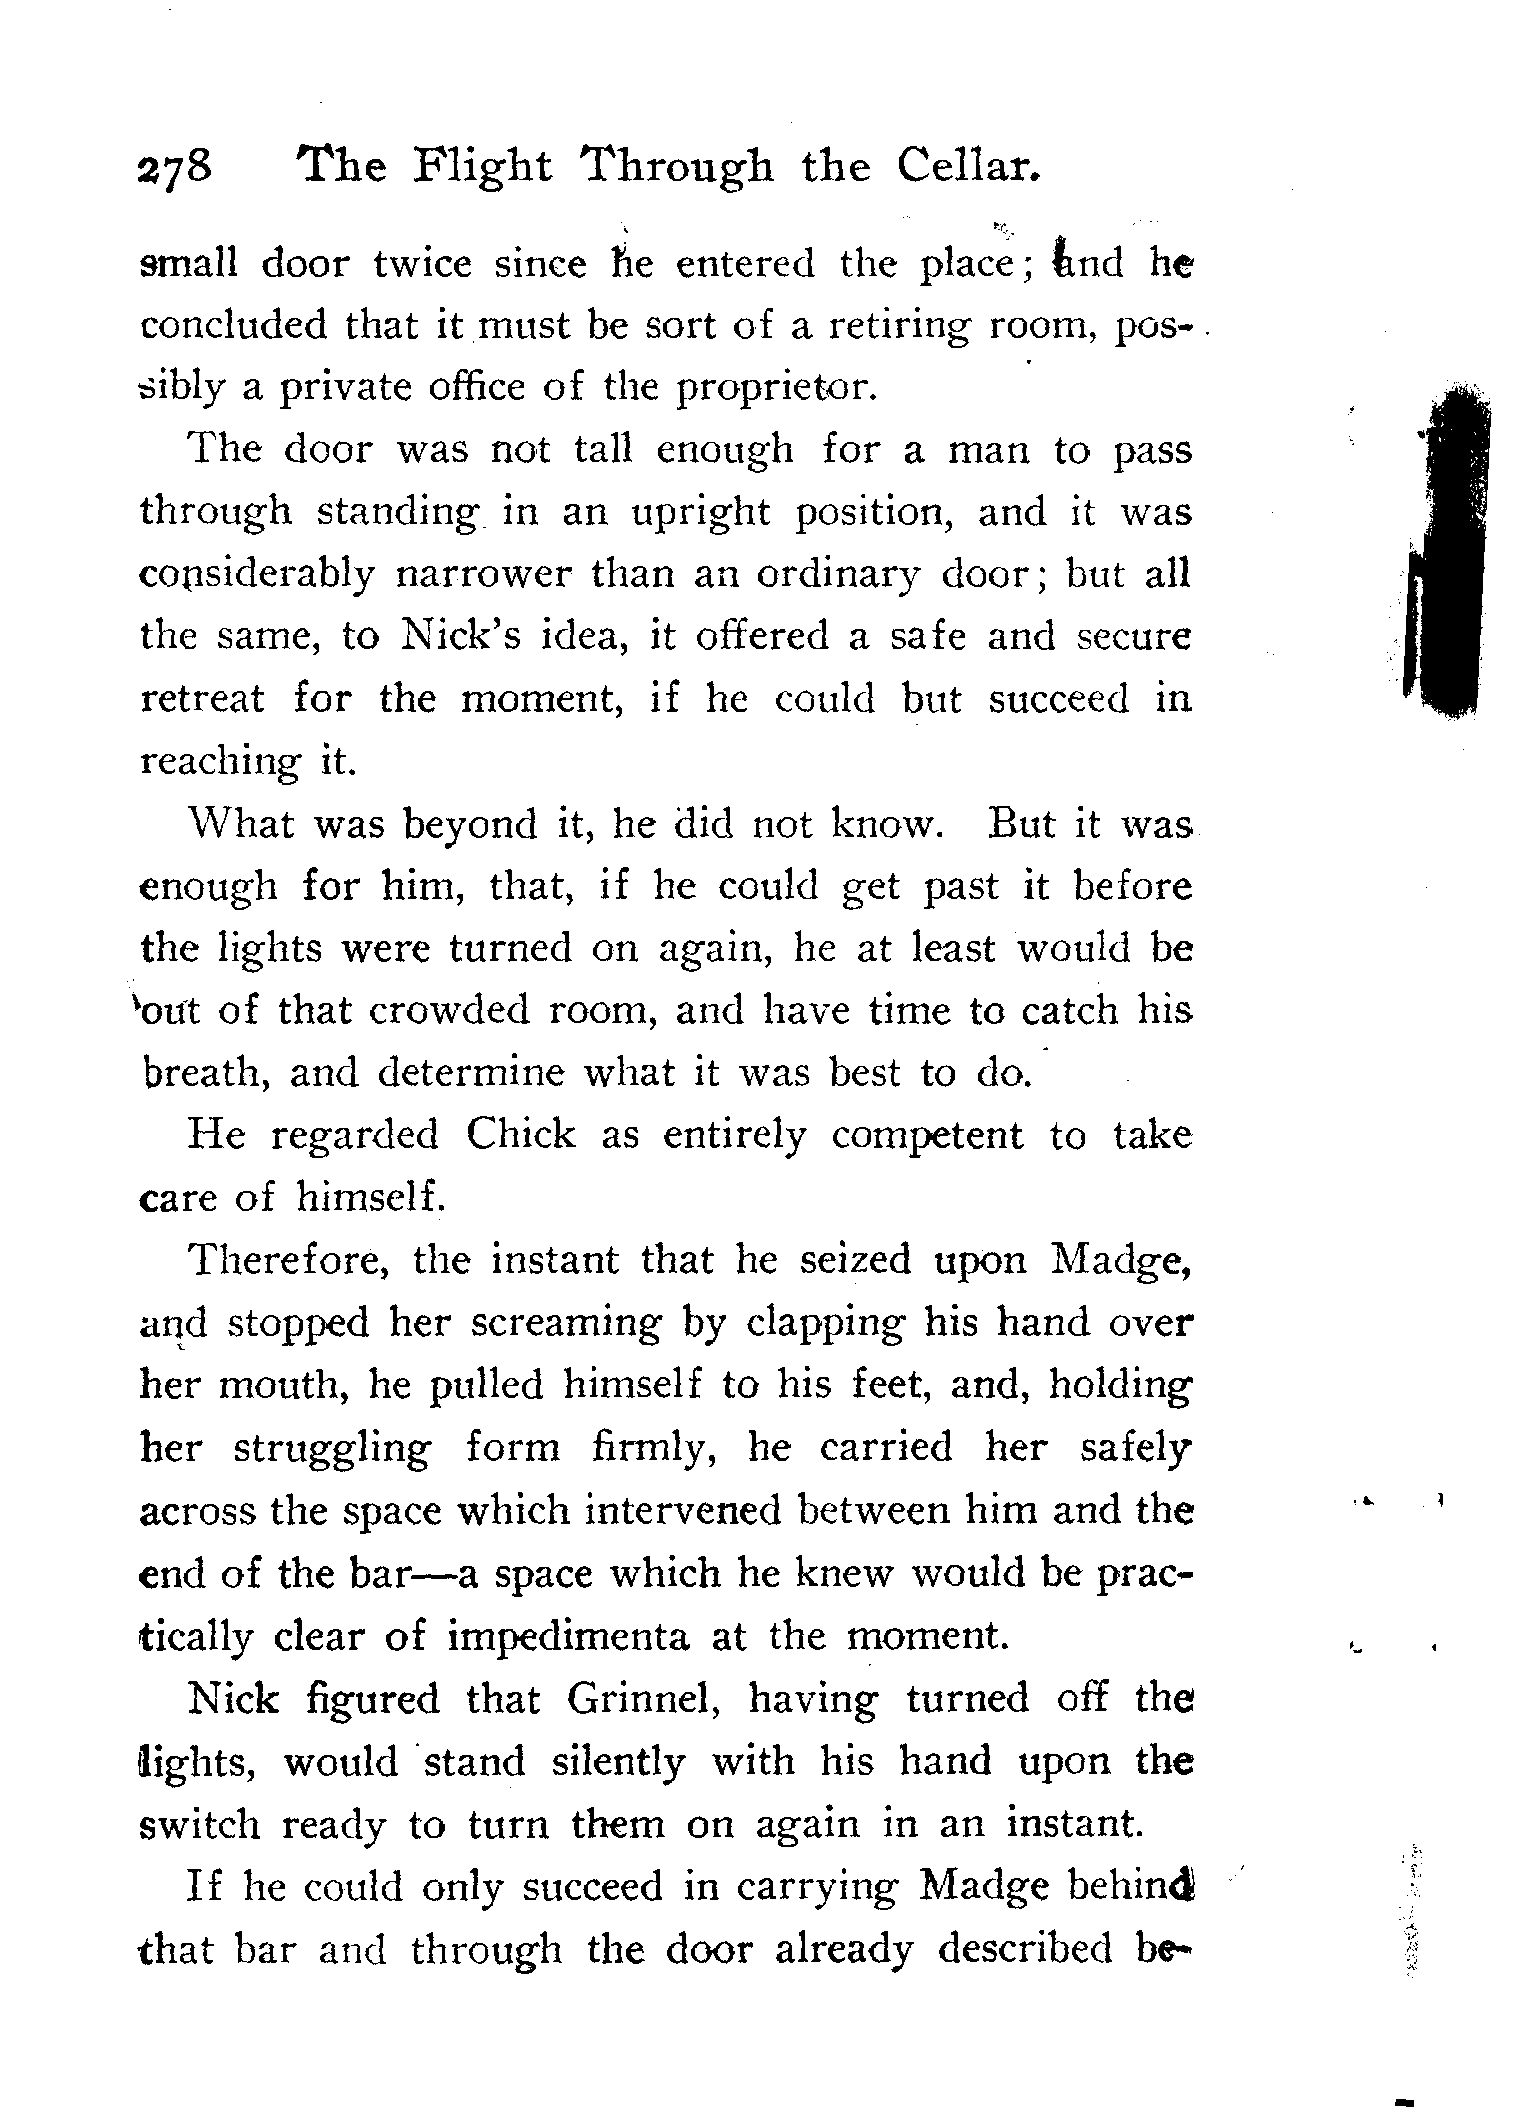 278 The Flight Through the Cellar.
small door twice since he entered the place; and he
concluded that it must be sort of a retiring room, pos-
sibly a private office of the proprietor.
The door was not tall enough for a man to pass
through standing in an upright position, and it was
considerably narrower than an ordinary door; but all
the same, to Nick's idea, it offered a safe and secure
retreat for the moment, if he could but succeed in
reaching it.
What was beyond it, he did not know. But it was
enough for him, that, if he could get past it before
the lights were turned on again, he at least would be
out of that crowded room, and have time to catch his
breath, and determine what it was best to do.
He regarded Chick as entirely competent to take
care of himself.
Therefore, the instant that he seized upon Madge,
and stopped her screaming by clapping his hand over
her mouth, he pulled himself to his feet, and, holding
her struggling form firmly, he carried her safely
across the space which intervened between him and the
end of the bar—a space which he knew would be prac-
tically clear of impedimenta at the moment.
Nick figured that Grinnel, having turned off the
lights, would stand silently with his hand upon the
switch ready to turn them on again in an instant.
If he could only succeed in carrying Madge behind
that bar and through the door already described be-